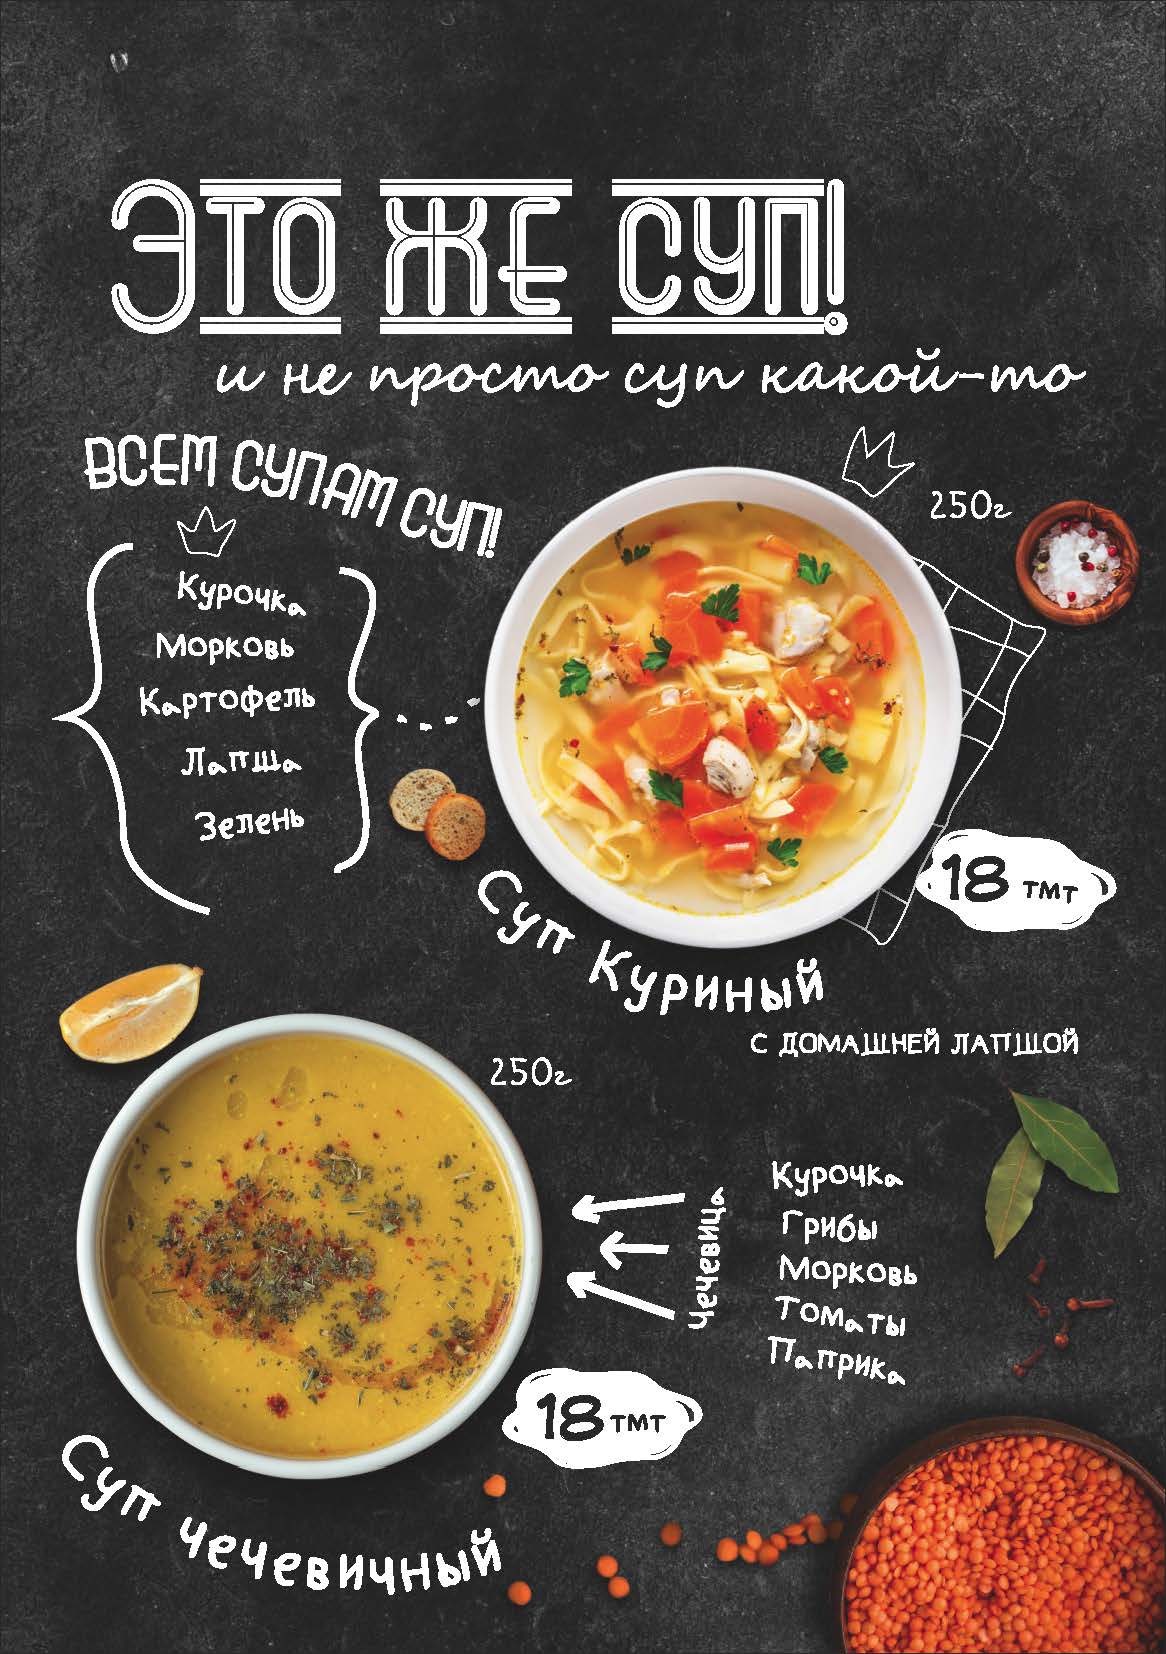 Это же суп!
и не просто суп какой-то
Всем супам суп!
250г
Курочка
Морковь
Картофель
Лапша
Зелень
18 тмт
Суп Куриный
с домашней лапшой
250г
Чечевица
Курочка
Грибы
Морковь
Томаты
Паприка
18 тмт
Суп чечевичный